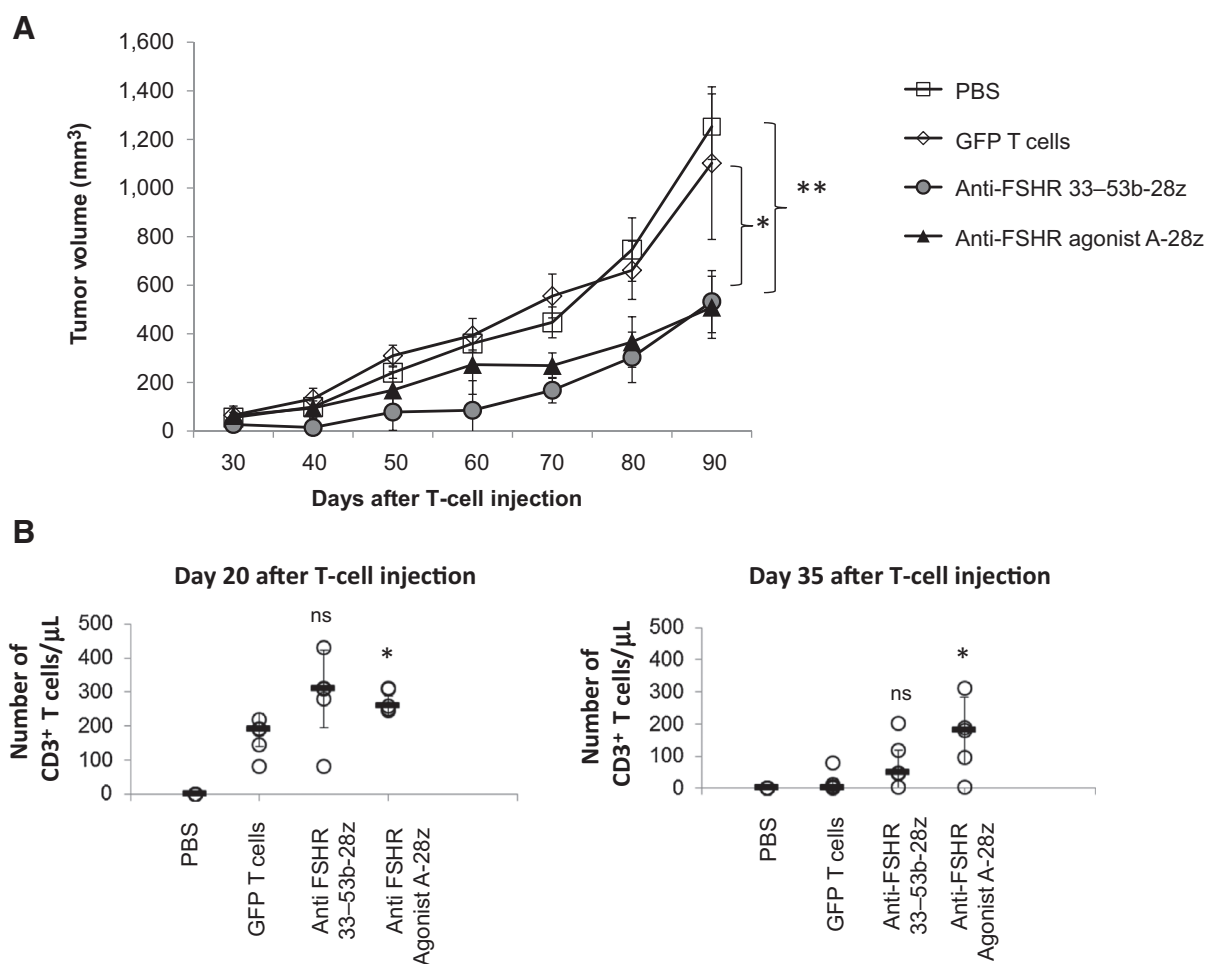 A
1,600
1,400
1,200
1,000
800
600
400
200
0
Tumor volume (mm³)
30 40 50 60 70 80 90
Days after T-cell injection
PBS
GFP T cells
Anti-FSHR 33–53b-28z
Anti-FSHR agonist A-28z
*
**
B
Day 20 after T-cell injection
Number of
CD3⁺ T cells/μL
500
400
300
200
100
0
ns
*
PBS
GFP T cells
Anti FSHR
33–53b-28z
Anti FSHR
Agonist A-28z
Day 35 after T-cell injection
Number of
CD3⁺ T cells/μL
500
400
300
200
100
0
ns
*
PBS
GFP T cells
Anti-FSHR
33–53b-28z
Anti-FSHR
Agonist A-28z